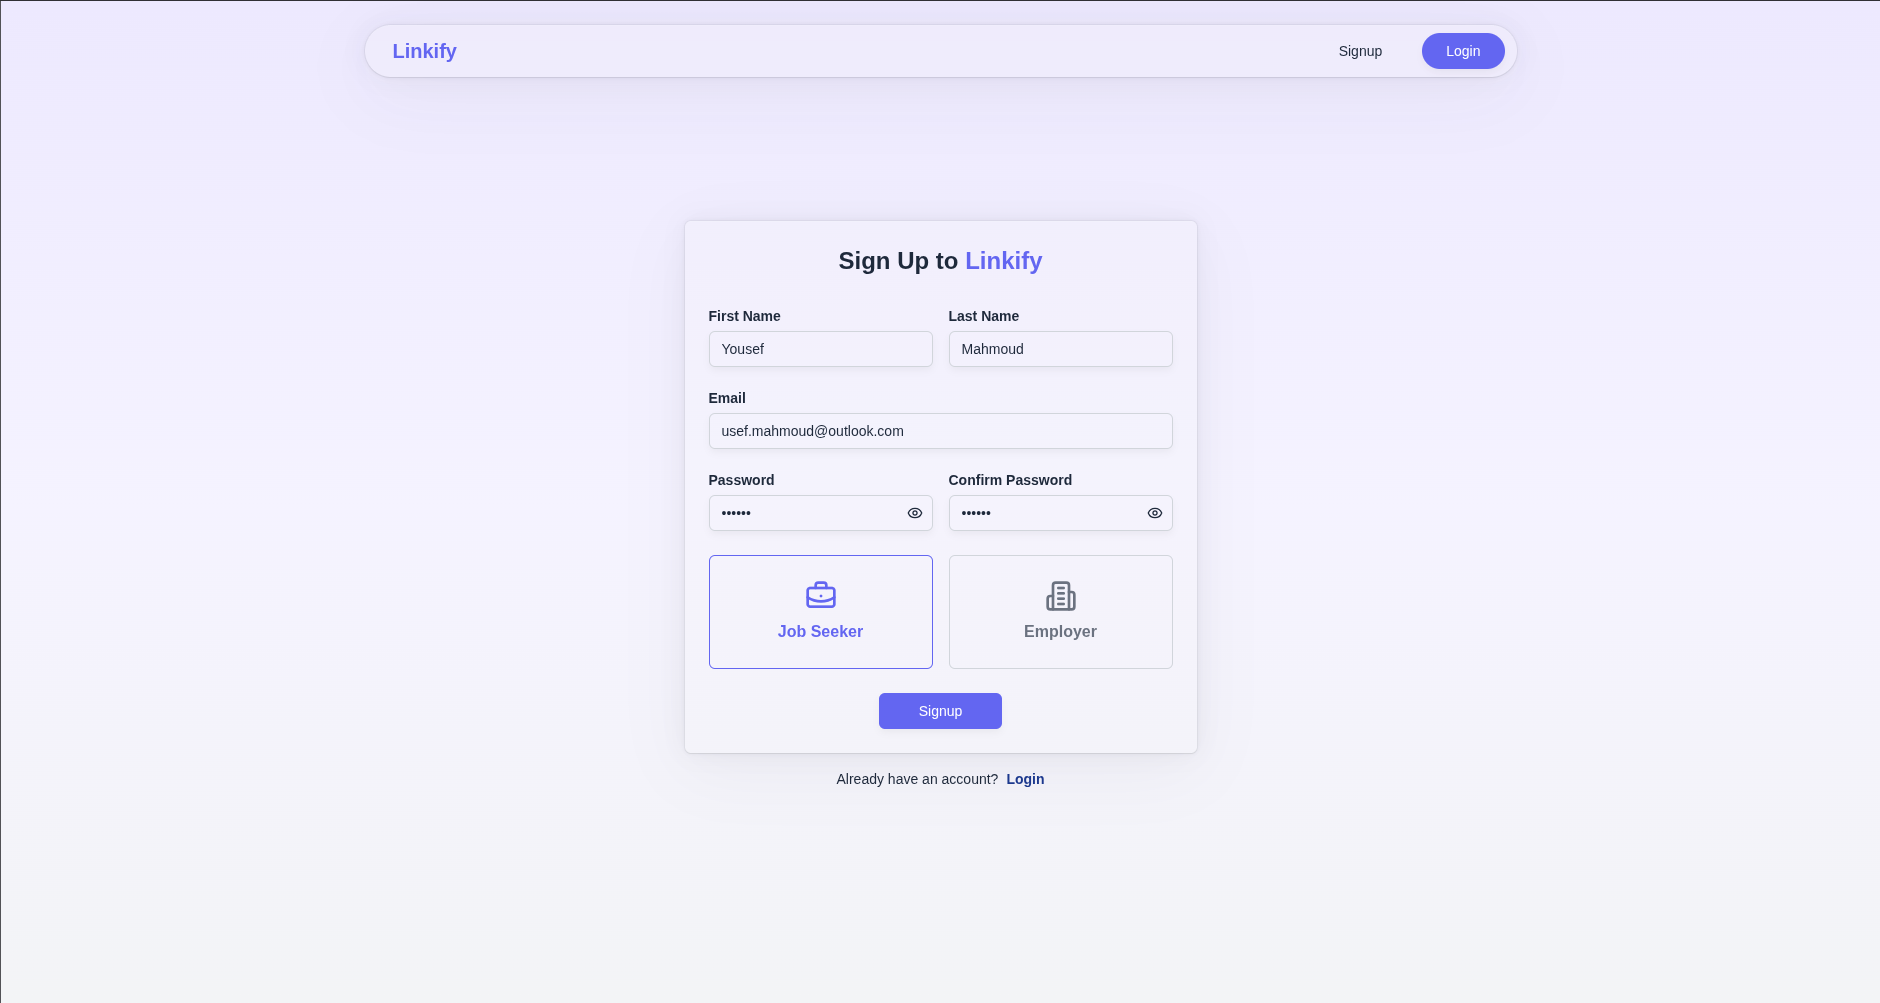 Linkify
Signup
Login
Sign Up to Linkify
First Name
Last Name
Yousef
Mahmoud
Email
usef.mahmoud@outlook.com
Password
Confirm Password
••••••
••••••
Job Seeker
Employer
Signup
Already have an account? Login